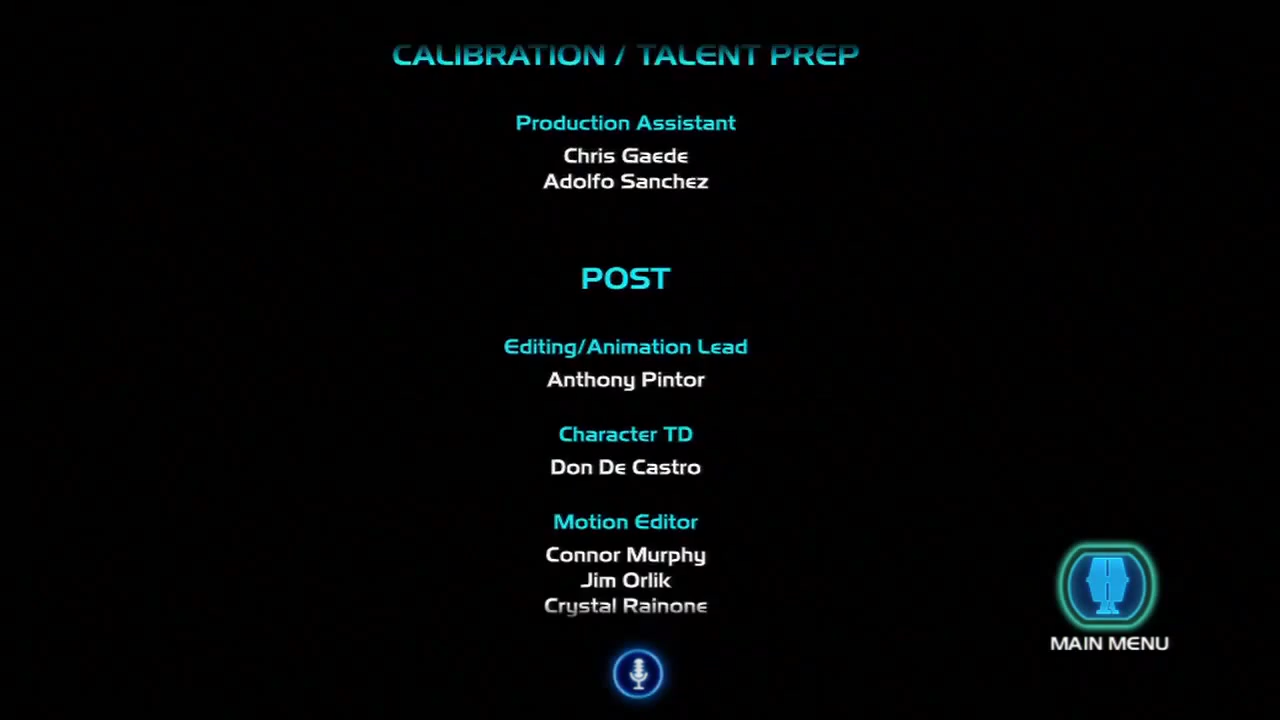 CALIBRATION / TALENT PREP
Production Assistant
Chris Gaede
Adolfo Sanchez
POST
Editing/Animation Lead
Anthony Pintor
Character TD
Don De Castro
Motion Editor
Connor Murphy
Jim Orlik
Crystal Rainone
MAIN MENU